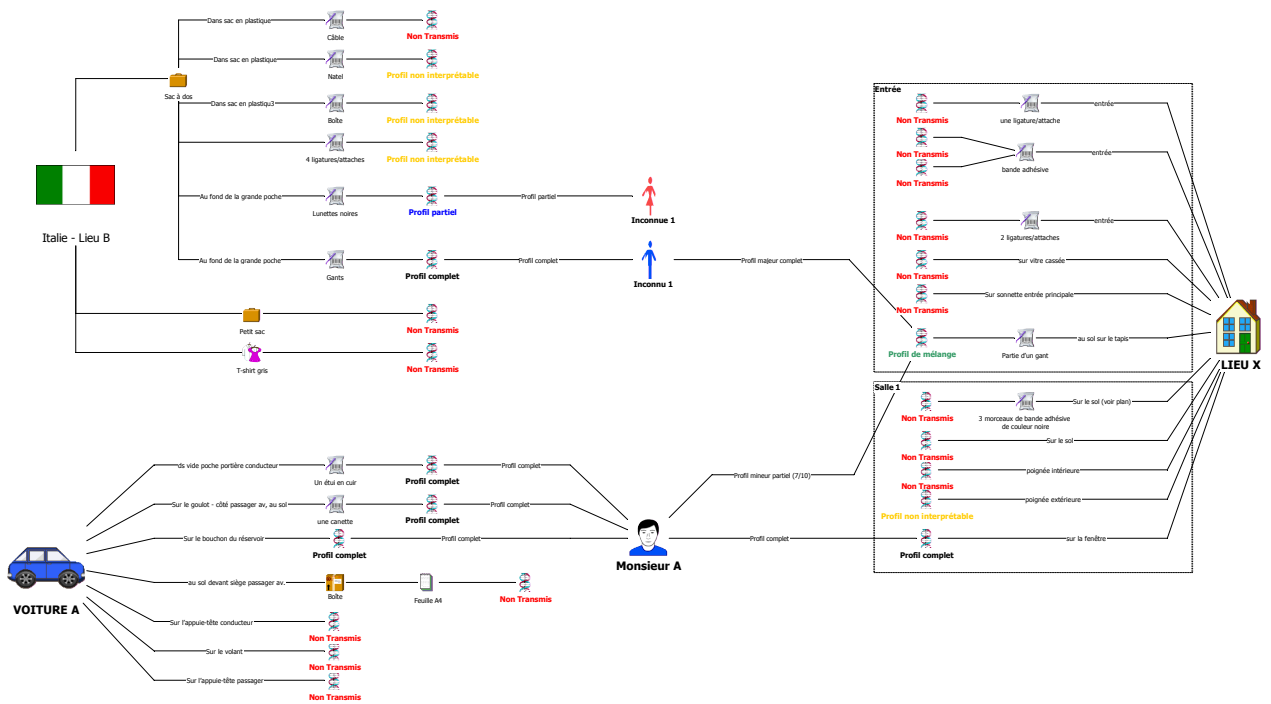 Dans sac en plastique
Câble
Non Transmis
Dans sac en plastique
Natel
Profil non interprétable
Sac à dos
Dans sac en plastiqu3
Boîte
Profil non interprétable
4 ligatures/attaches
Profil non interprétable
Au fond de la grande poche
Lunettes noires
Profil partiel
Profil partiel
Inconnue 1
Italie - Lieu B
Au fond de la grande poche
Gants
Profil complet
Profil complet
Inconnu 1
Profil majeur complet
Petit sac
Non Transmis
T-shirt gris
Non Transmis
Entrée
Non Transmis
une ligature/attache
entrée
Non Transmis
Non Transmis
bande adhésive
entrée
Non Transmis
2 ligatures/attaches
entrée
Non Transmis
sur vitre cassée
Non Transmis
Sur sonnette entrée principale
Profil de mélange
Partie d'un gant
au sol sur le tapis
LIEU X
Salle 1
Non Transmis
3 morceaux de bande adhésive
de couleur noire
Sur le sol (voir plan)
Non Transmis
Sur le sol
Non Transmis
poignée intérieure
Profil non interprétable
poignée extérieure
Profil complet
sur la fenêtre
ds vide poche portière conducteur
Un étui en cuir
Profil complet
Profil complet
Profil mineur partiel (7/10)
Sur le goulot - côté passager av, au sol
une canette
Profil complet
Profil complet
Sur le bouchon du réservoir
Profil complet
Profil complet
Monsieur A
Profil complet
VOITURE A
au sol devant siège passager av.
Boîte
Feuille A4
Non Transmis
Sur l'appuie-tête conducteur
Non Transmis
Sur le volant
Non Transmis
Sur l'appuie-tête passager
Non Transmis